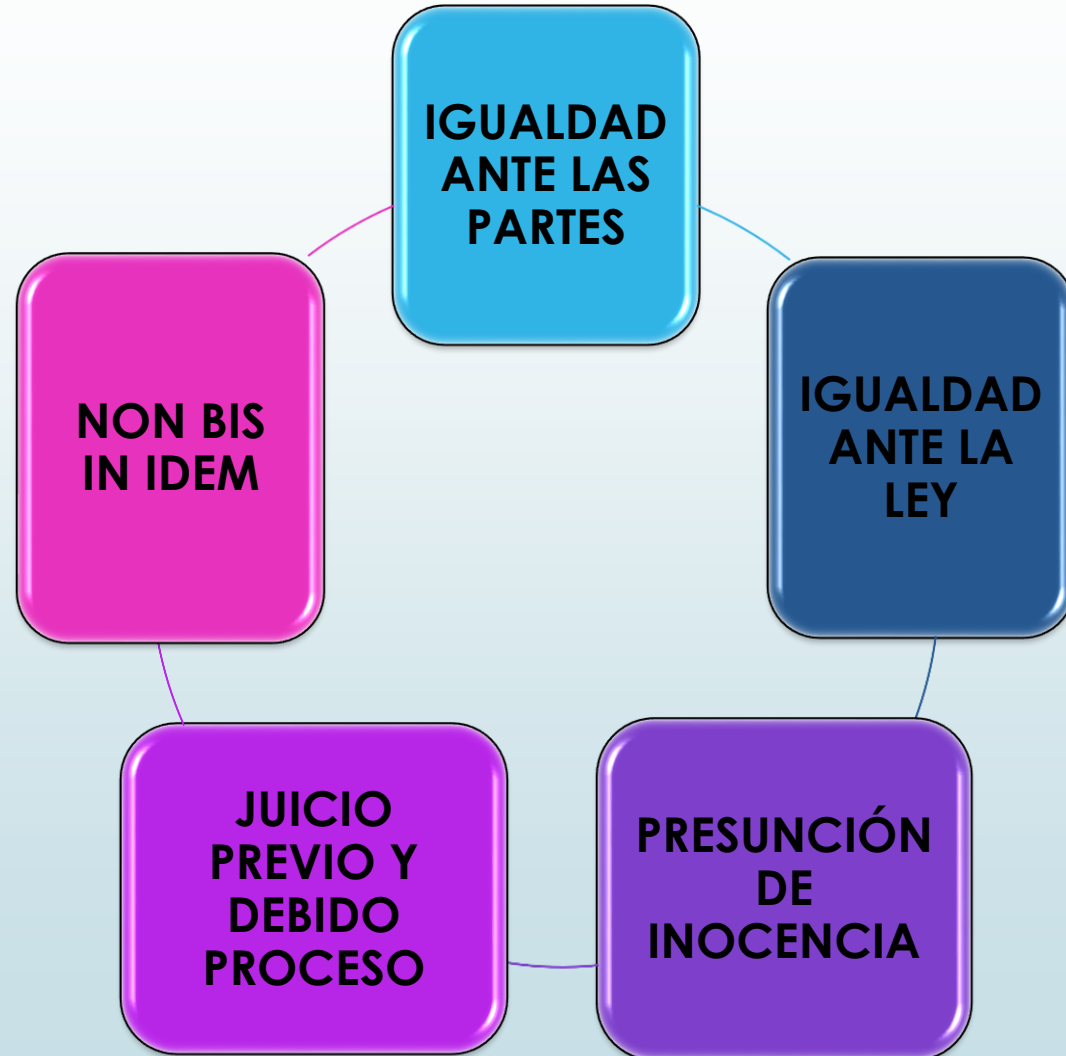 IGUALDAD
ANTE LAS
PARTES
IGUALDAD
ANTE LA
LEY
PRESUNCIÓN
DE
INOCENCIA
JUICIO
PREVIO Y
DEBIDO
PROCESO
NON BIS
IN IDEM